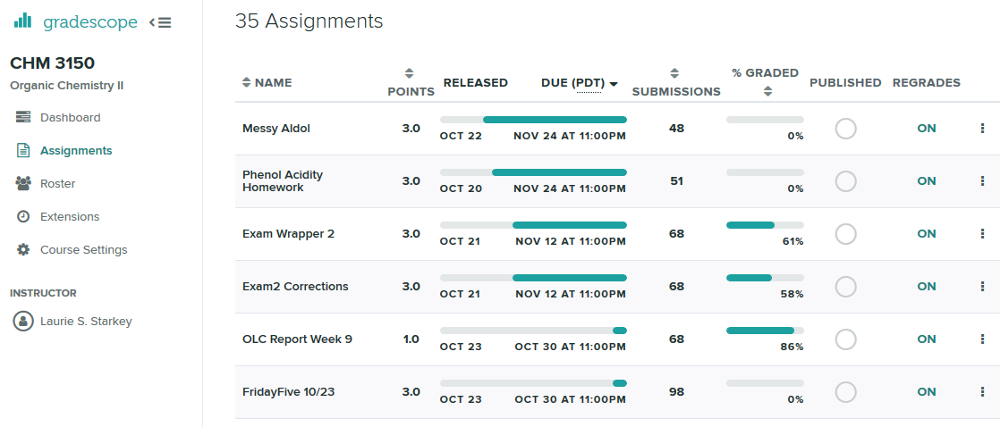 gradescope
CHM 3150
Organic Chemistry II
Dashboard
Assignments
Roster
Extensions
Course Settings
INSTRUCTOR
Laurie S. Starkey
35 Assignments
NAME POINTS RELEASED DUE (PDT) SUBMISSIONS % GRADED PUBLISHED REGRADES
Messy Aldol 3.0 OCT 22 NOV 24 AT 11:00PM 48 0% ON
Phenol Acidity
Homework 3.0 OCT 20 NOV 24 AT 11:00PM 51 0% ON
Exam Wrapper 2 3.0 OCT 21 NOV 12 AT 11:00PM 68 61% ON
Exam2 Corrections 3.0 OCT 21 NOV 12 AT 11:00PM 68 58% ON
OLC Report Week 9 1.0 OCT 23 OCT 30 AT 11:00PM 68 86% ON
FridayFive 10/23 3.0 OCT 23 OCT 30 AT 11:00PM 98 0% ON